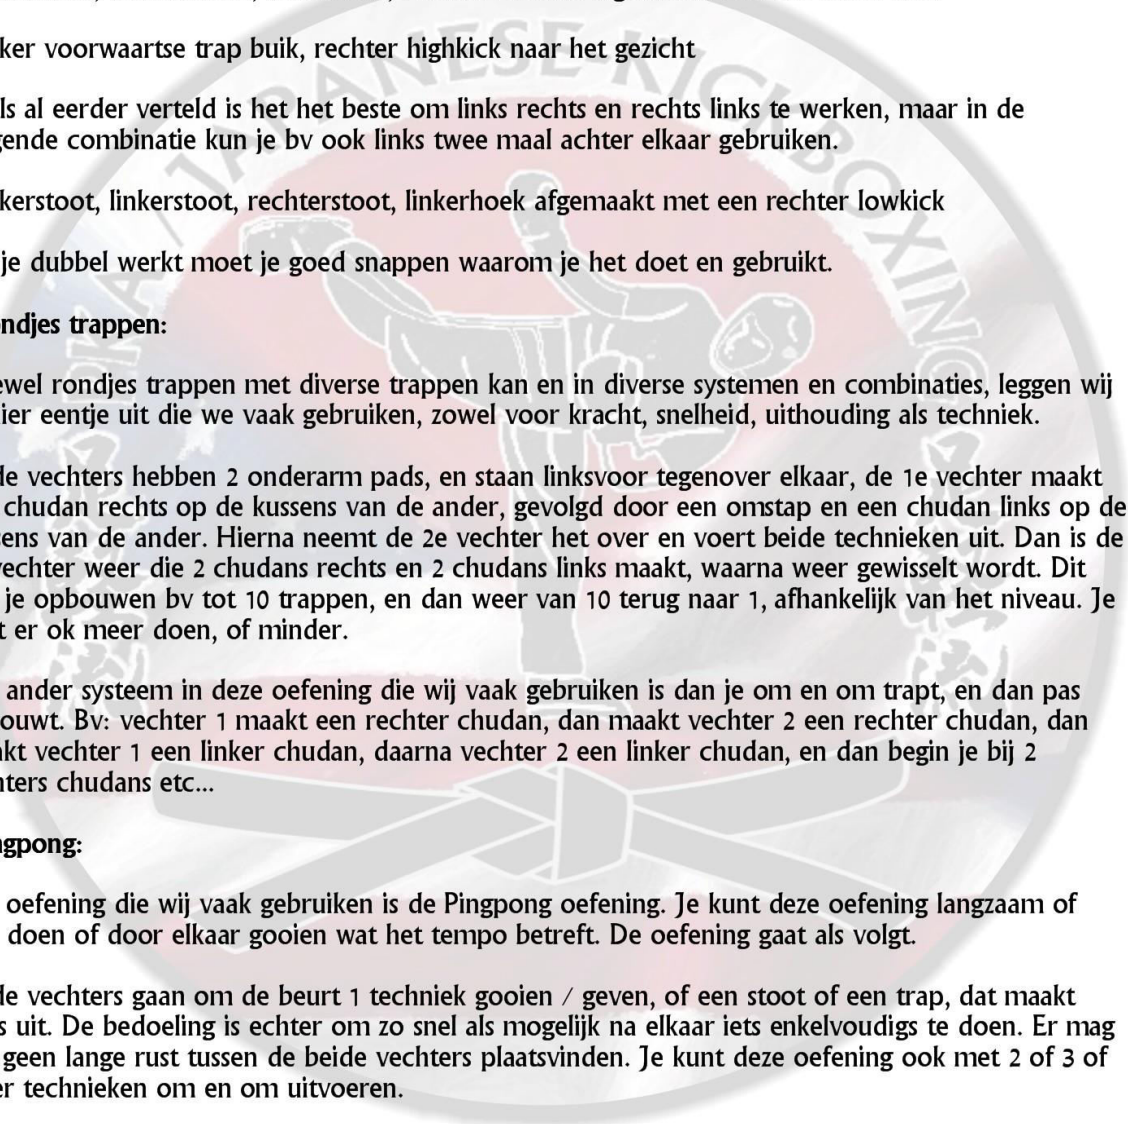 ker voorwaartse trap buik, rechter highkick naar het gezicht
ls al eerder verteld is het het beste om links rechts en rechts links te werken, maar in de
gende combinatie kun je bv ook links twee maal achter elkaar gebruiken.
kerstoot, linkerstoot, rechterstoot, linkerhoek afgemaakt met een rechter lowkick
je dubbel werkt moet je goed snappen waarom je het doet en gebruikt.
ndjes trappen:
ewel rondjes trappen met diverse trappen kan en in diverse systemen en combinaties, leggen wij
ier eentje uit die we vaak gebruiken, zowel voor kracht, snelheid, uithouding als techniek.
de vechters hebben 2 onderarm pads, en staan linksvoor tegenover elkaar, de 1e vechter maakt
chudan rechts op de kussens van de ander, gevolgd door een omstap en een chudan links op de
sens van de ander. Hierna neemt de 2e vechter het over en voert beide technieken uit. Dan is de
vechter weer die 2 chudans rechts en 2 chudans links maakt, waarna weer gewisselt wordt. Dit
je opbouwen bv tot 10 trappen, en dan weer van 10 terug naar 1, afhankelijk van het niveau. Je
t er ok meer doen, of minder.
ander systeem in deze oefening die wij vaak gebruiken is dan je om en om trapt, en dan pas
ouwt. Bv: vechter 1 maakt een rechter chudan, dan maakt vechter 2 een rechter chudan, dan
akt vechter 1 een linker chudan, daarna vechter 2 een linker chudan, en dan begin je bij 2
hters chudans etc...
ngpong:
oefening die wij vaak gebruiken is de Pingpong oefening. Je kunt deze oefening langzaam of
doen of door elkaar gooien wat het tempo betreft. De oefening gaat als volgt.
de vechters gaan om de beurt 1 techniek gooien / geven, of een stoot of een trap, dat maakt
s uit. De bedoeling is echter om zo snel als mogelijk na elkaar iets enkelvoudigs te doen. Er mag
geen lange rust tussen de beide vechters plaatsvinden. Je kunt deze oefening ook met 2 of 3 of
er technieken om en om uitvoeren.
JAPANESE KICKBOXING